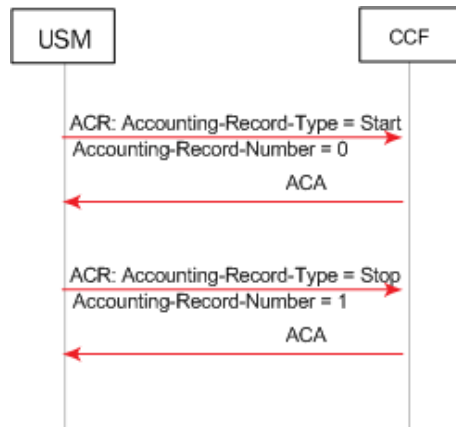 USM
CCF
ACR: Accounting-Record-Type = Start
Accounting-Record-Number = 0
ACA
ACR: Accounting-Record-Type = Stop
Accounting-Record-Number = 1
ACA